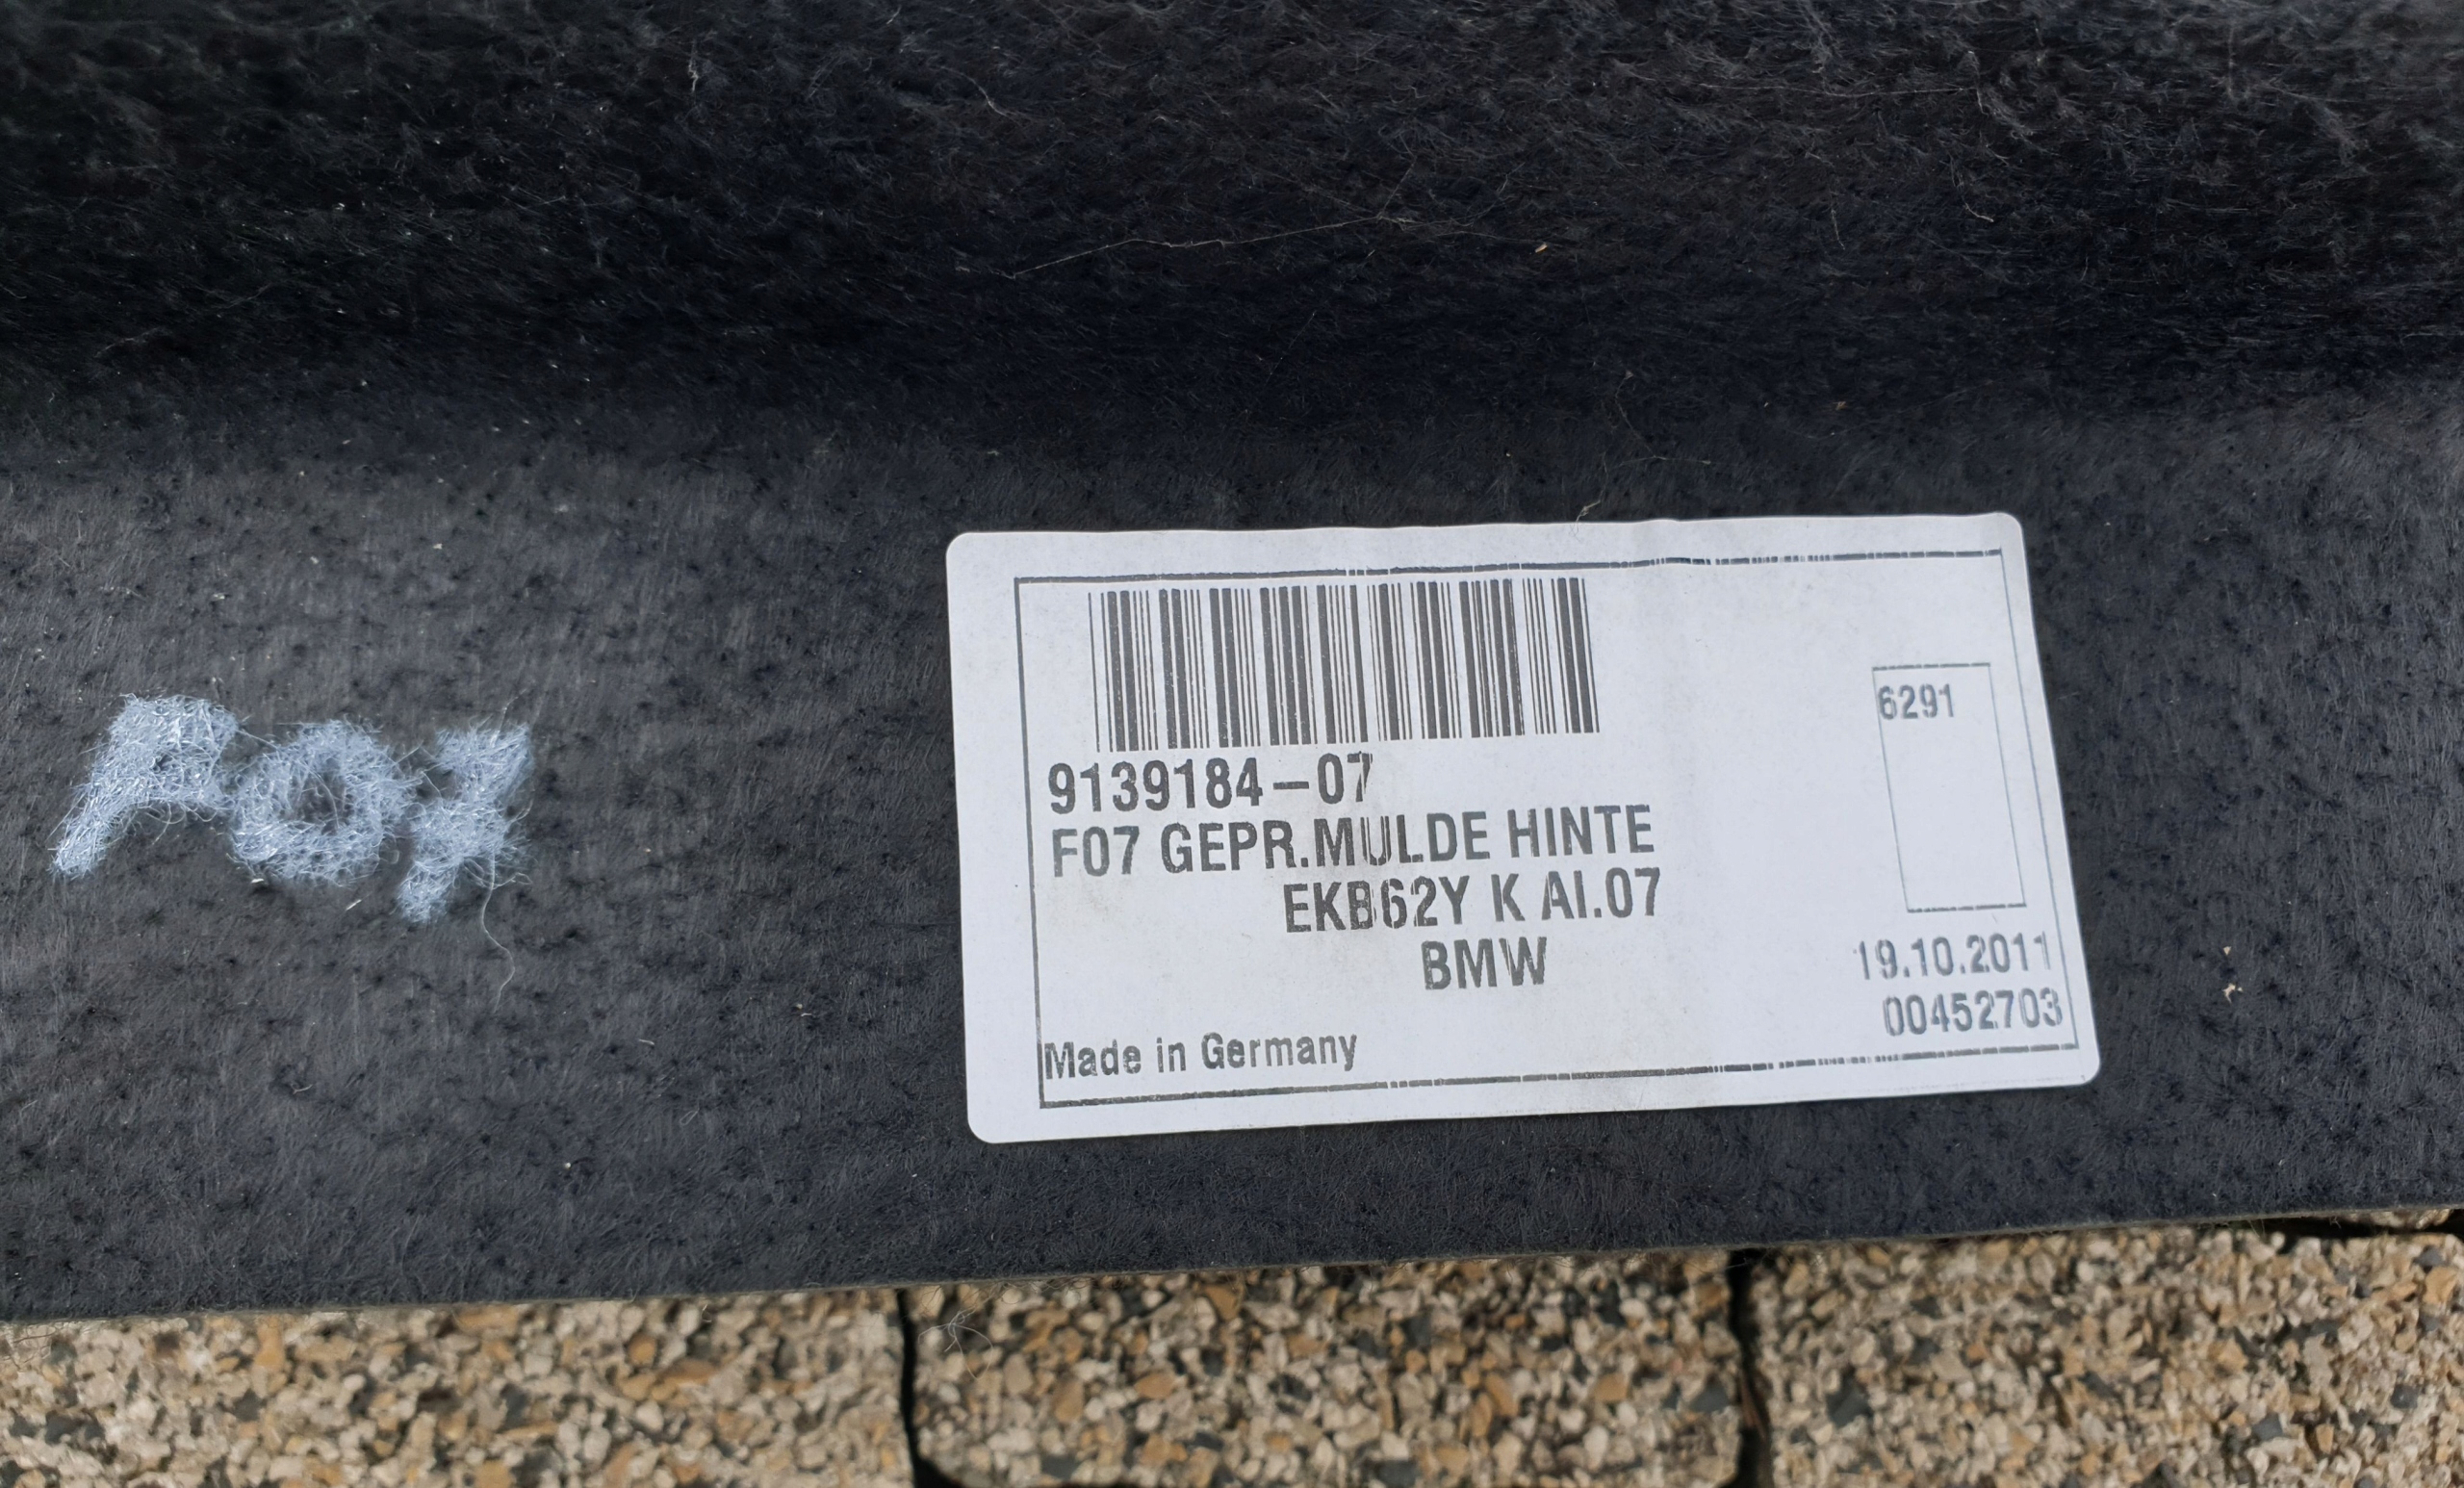 F07
9139184-07
F07 GEPR.MULDE HINTE
EKB62Y K AI.07
BMW
Made in Germany
6291
19.10.2011
00452703